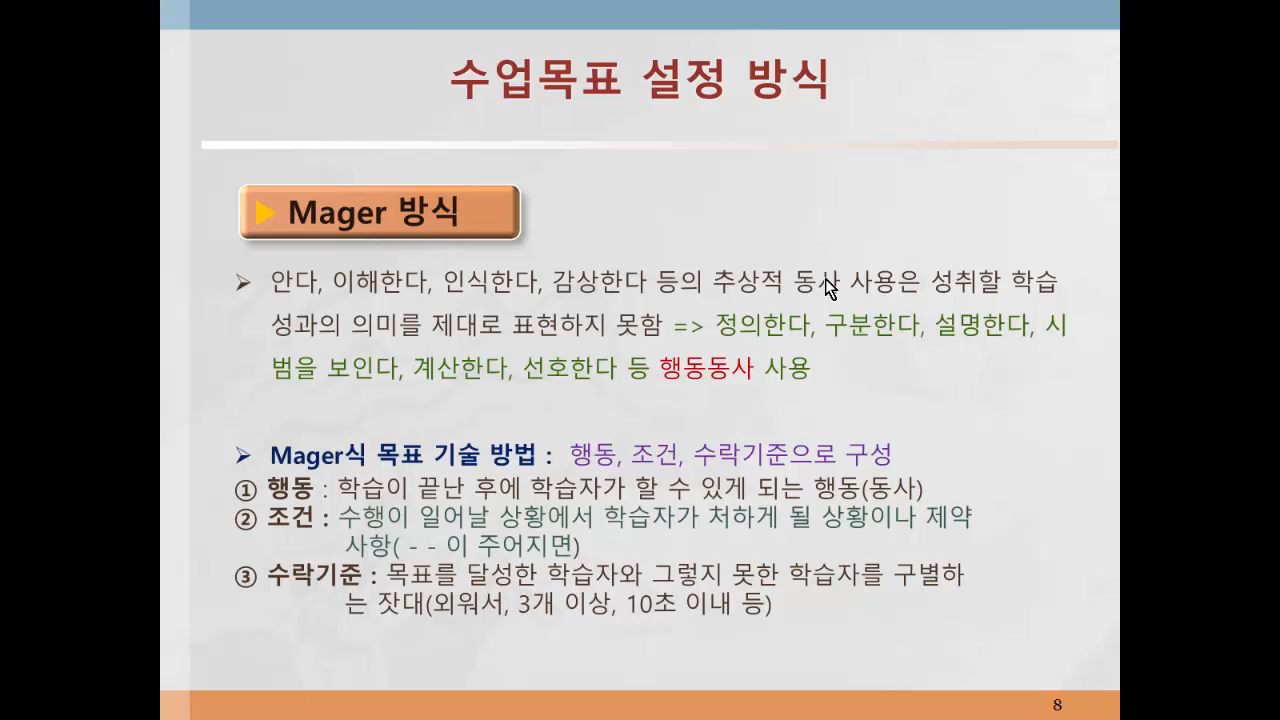 수업목표 설정 방식
Mager 방식
➢ 안다, 이해한다, 인식한다, 감상한다 등의 추상적 동사 사용은 성취할 학습
성과의 의미를 제대로 표현하지 못함 => 정의한다, 구분한다, 설명한다, 시
범을 보인다, 계산한다, 선호한다 등 행동동사 사용
➢ Mager식 목표 기술 방법 : 행동, 조건, 수락기준으로 구성
① 행동 : 학습이 끝난 후에 학습자가 할 수 있게 되는 행동(동사)
② 조건 : 수행이 일어날 상황에서 학습자가 처하게 될 상황이나 제약
사항( - - 이 주어지면)
③ 수락기준 : 목표를 달성한 학습자와 그렇지 못한 학습자를 구별하
는 잣대(외워서, 3개 이상, 10초 이내 등)
8